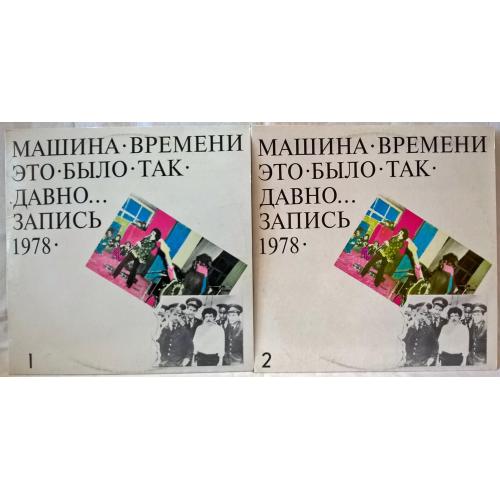 МАШИНА·ВРЕМЕНИ
ЭТО·БЫЛО·ТАК·
·ДАВНО...
ЗАПИСЬ
1978·
1
МАШИНА·ВРЕМЕНИ
ЭТО·БЫЛО·ТАК·
·ДАВНО...
ЗАПИСЬ
1978·
2